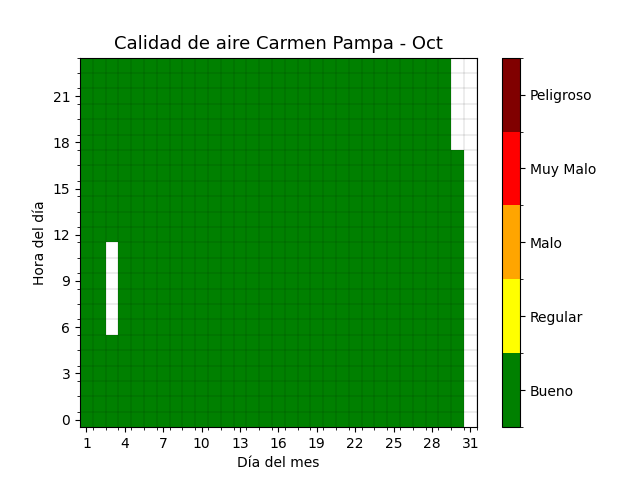 Calidad de aire Carmen Pampa - Oct
Hora del día
21
18
15
12
9
6
3
0
1 4 7 10 13 16 19 22 25 28 31
Día del mes
Peligroso
Muy Malo
Malo
Regular
Bueno